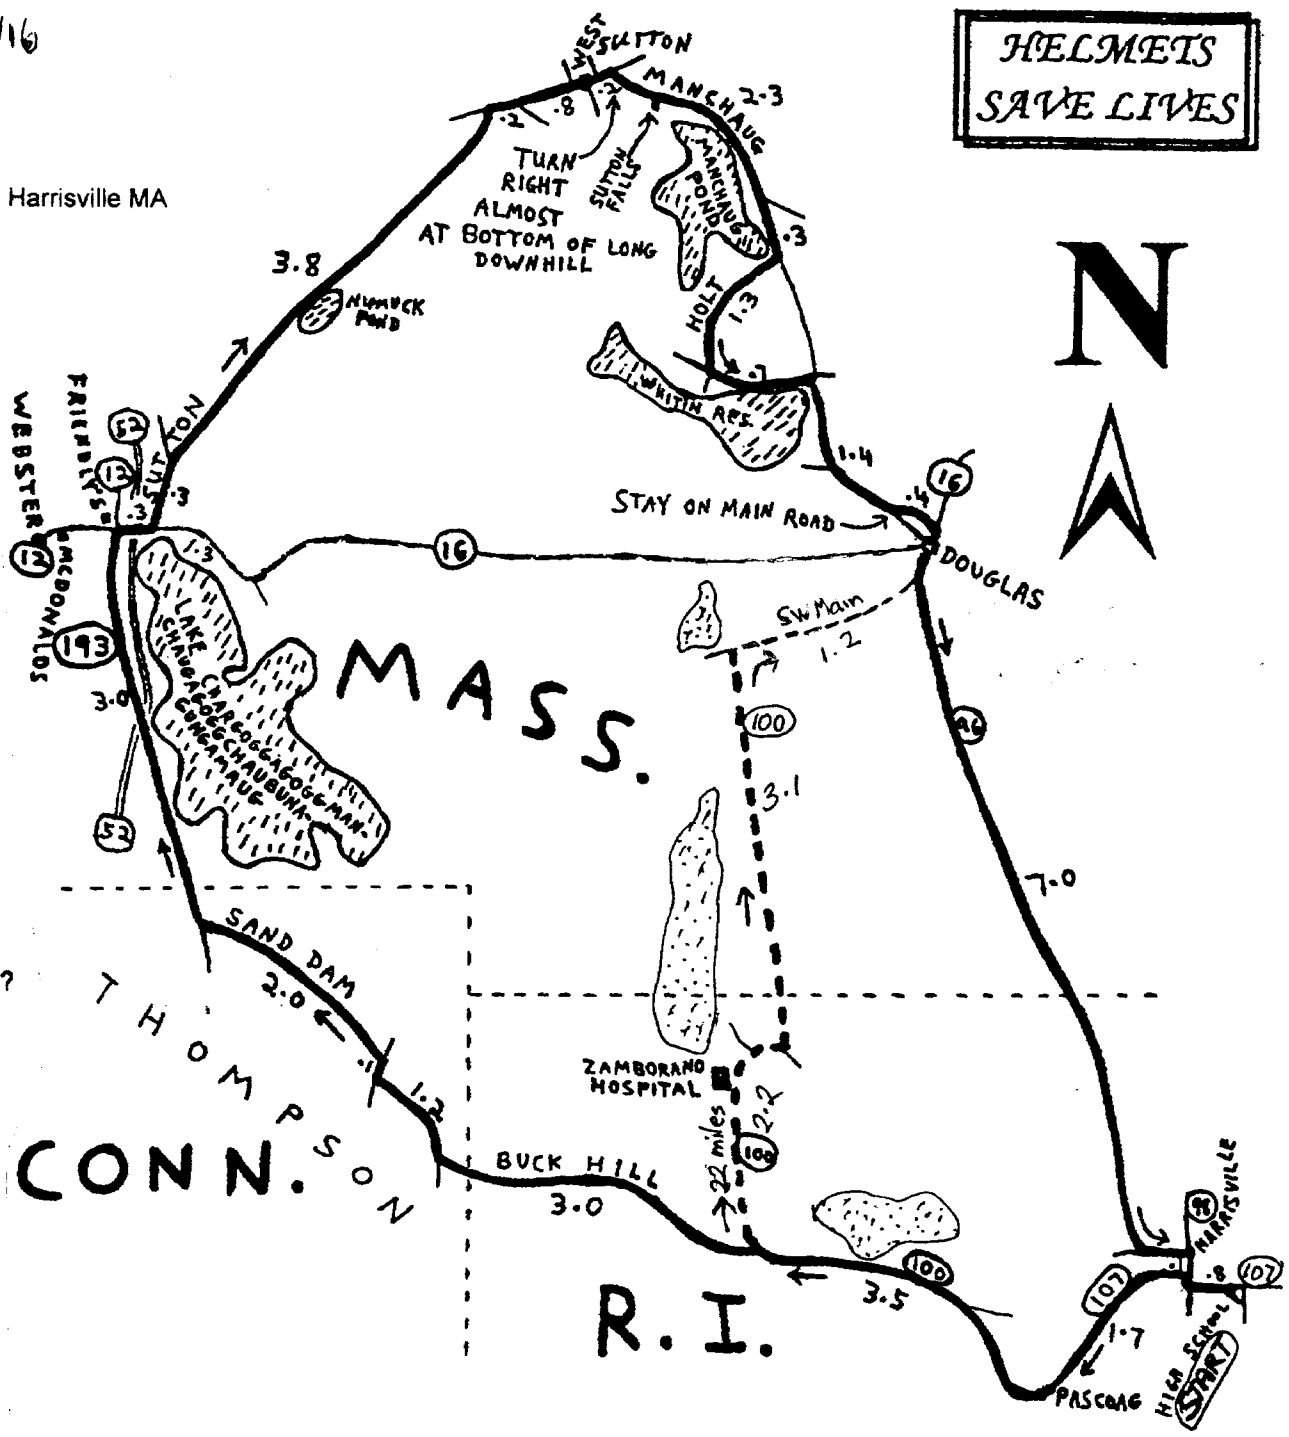 /16
HELMETS
SAVE LIVES
Harrisville MA
WEST
SUTTON
MANCHAUG
2.3
.2
.8
.2
TURN
RIGHT
ALMOST
AT BOTTOM OF LONG
DOWNHILL
SUTTON
FALLS
MANCHAUG
POND
.3
N
3.8
NIMUCK
POND
HOLT
1.3
.7
WHITIN RES.
FRIENDLY'S
WEBSTER
52
12
SUTTON
.3
.3
1.4
.4
16
STAY ON MAIN ROAD
12
MCDONALDS
1.3
16
DOUGLAS
193
3.0
LAKE
CHARGOGGAGOGGMAN-
CHAUGAGOGGCHAUBUNA-
GUNGAMAUG
SW Main
1.2
MASS.
100
96
3.1
52
7.0
SAND DAM
2.0
THOMPSON
.1
1.2
ZAMBORANO
HOSPITAL
22 miles
2.2
100
CONN.
BUCK HILL
3.0
HARRISVILLE
R.I.
100
3.5
107
.8
107
1.7
PASCOAG
HIGH SCHOOL
START
?